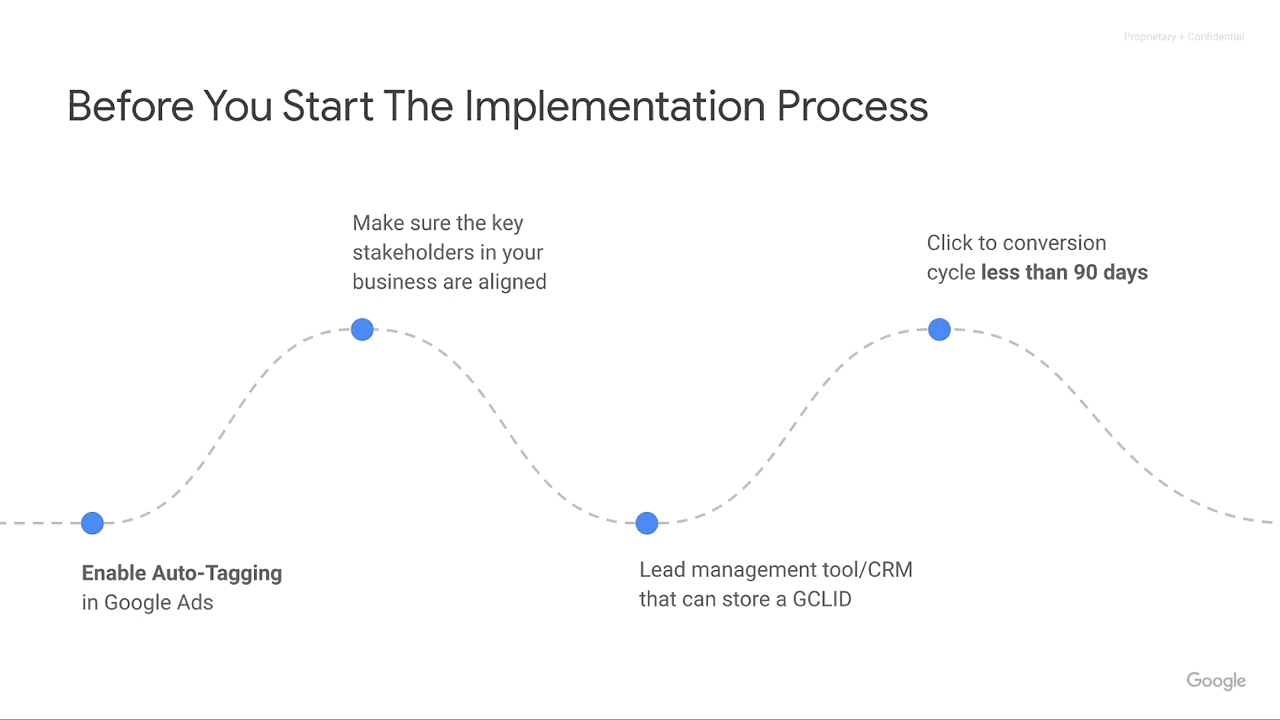 Proprietary + Confidential
Before You Start The Implementation Process
Make sure the key
stakeholders in your
business are aligned
Click to conversion
cycle less than 90 days
Enable Auto-Tagging
in Google Ads
Lead management tool/CRM
that can store a GCLID
Google